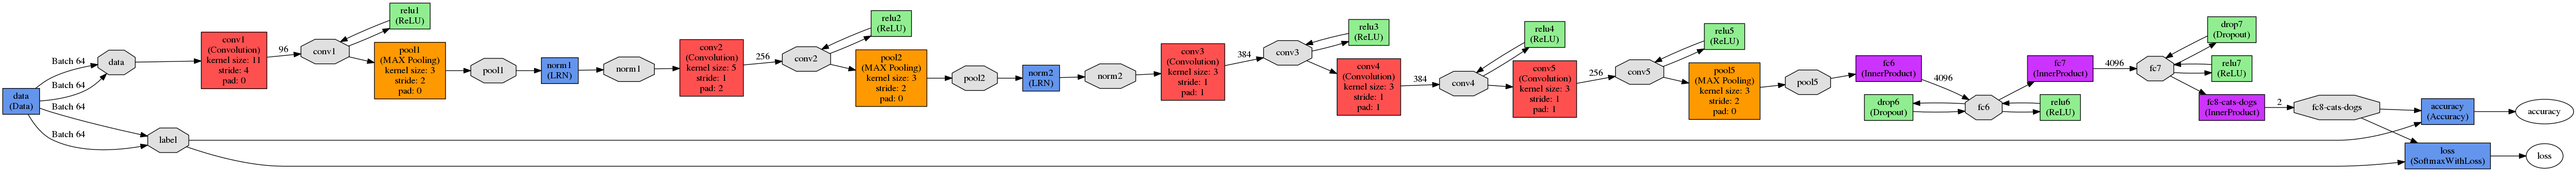 data
(Data)
Batch 64
Batch 64
Batch 64
Batch 64
data
label
conv1
(Convolution)
kernel size: 11
stride: 4
pad: 0
96
conv1
relu1
(ReLU)
pool1
(MAX Pooling)
kernel size: 3
stride: 2
pad: 0
pool1
norm1
(LRN)
norm1
conv2
(Convolution)
kernel size: 5
stride: 1
pad: 2
256
conv2
relu2
(ReLU)
pool2
(MAX Pooling)
kernel size: 3
stride: 2
pad: 0
pool2
norm2
(LRN)
norm2
conv3
(Convolution)
kernel size: 3
stride: 1
pad: 1
384
conv3
relu3
(ReLU)
conv4
(Convolution)
kernel size: 3
stride: 1
pad: 1
384
conv4
relu4
(ReLU)
conv5
(Convolution)
kernel size: 3
stride: 1
pad: 1
256
conv5
relu5
(ReLU)
pool5
(MAX Pooling)
kernel size: 3
stride: 2
pad: 0
pool5
fc6
(InnerProduct)
4096
drop6
(Dropout)
fc6
relu6
(ReLU)
fc7
(InnerProduct)
4096
fc7
drop7
(Dropout)
relu7
(ReLU)
fc8-cats-dogs
(InnerProduct)
2
fc8-cats-dogs
accuracy
(Accuracy)
accuracy
loss
(SoftmaxWithLoss)
loss